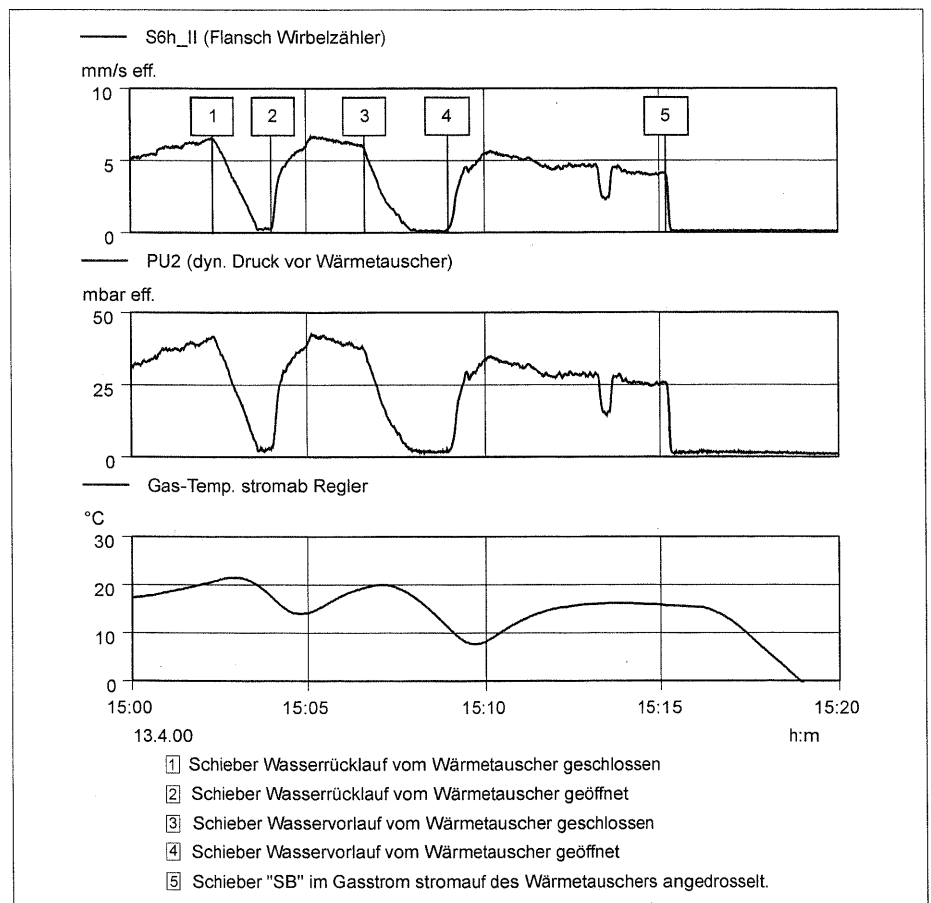 S6h_II (Flansch Wirbelzähler)
mm/s eff.
10
1
2
3
4
5
5
0
PU2 (dyn. Druck vor Wärmetauscher)
mbar eff.
50
25
0
Gas-Temp. stromab Regler
°C
30
20
10
0
15:00 15:05 15:10 15:15 15:20
13.4.00 h:m
1 Schieber Wasserrücklauf vom Wärmetauscher geschlossen
2 Schieber Wasserrücklauf vom Wärmetauscher geöffnet
3 Schieber Wasservorlauf vom Wärmetauscher geschlossen
4 Schieber Wasservorlauf vom Wärmetauscher geöffnet
5 Schieber "SB" im Gasstrom stromauf des Wärmetauschers angedrosselt.